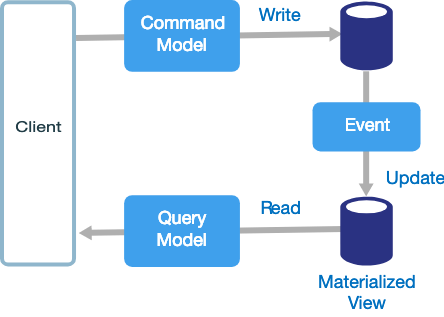 Command
Model
Write
Client
Event
Update
Query
Model
Read
Materialized
View